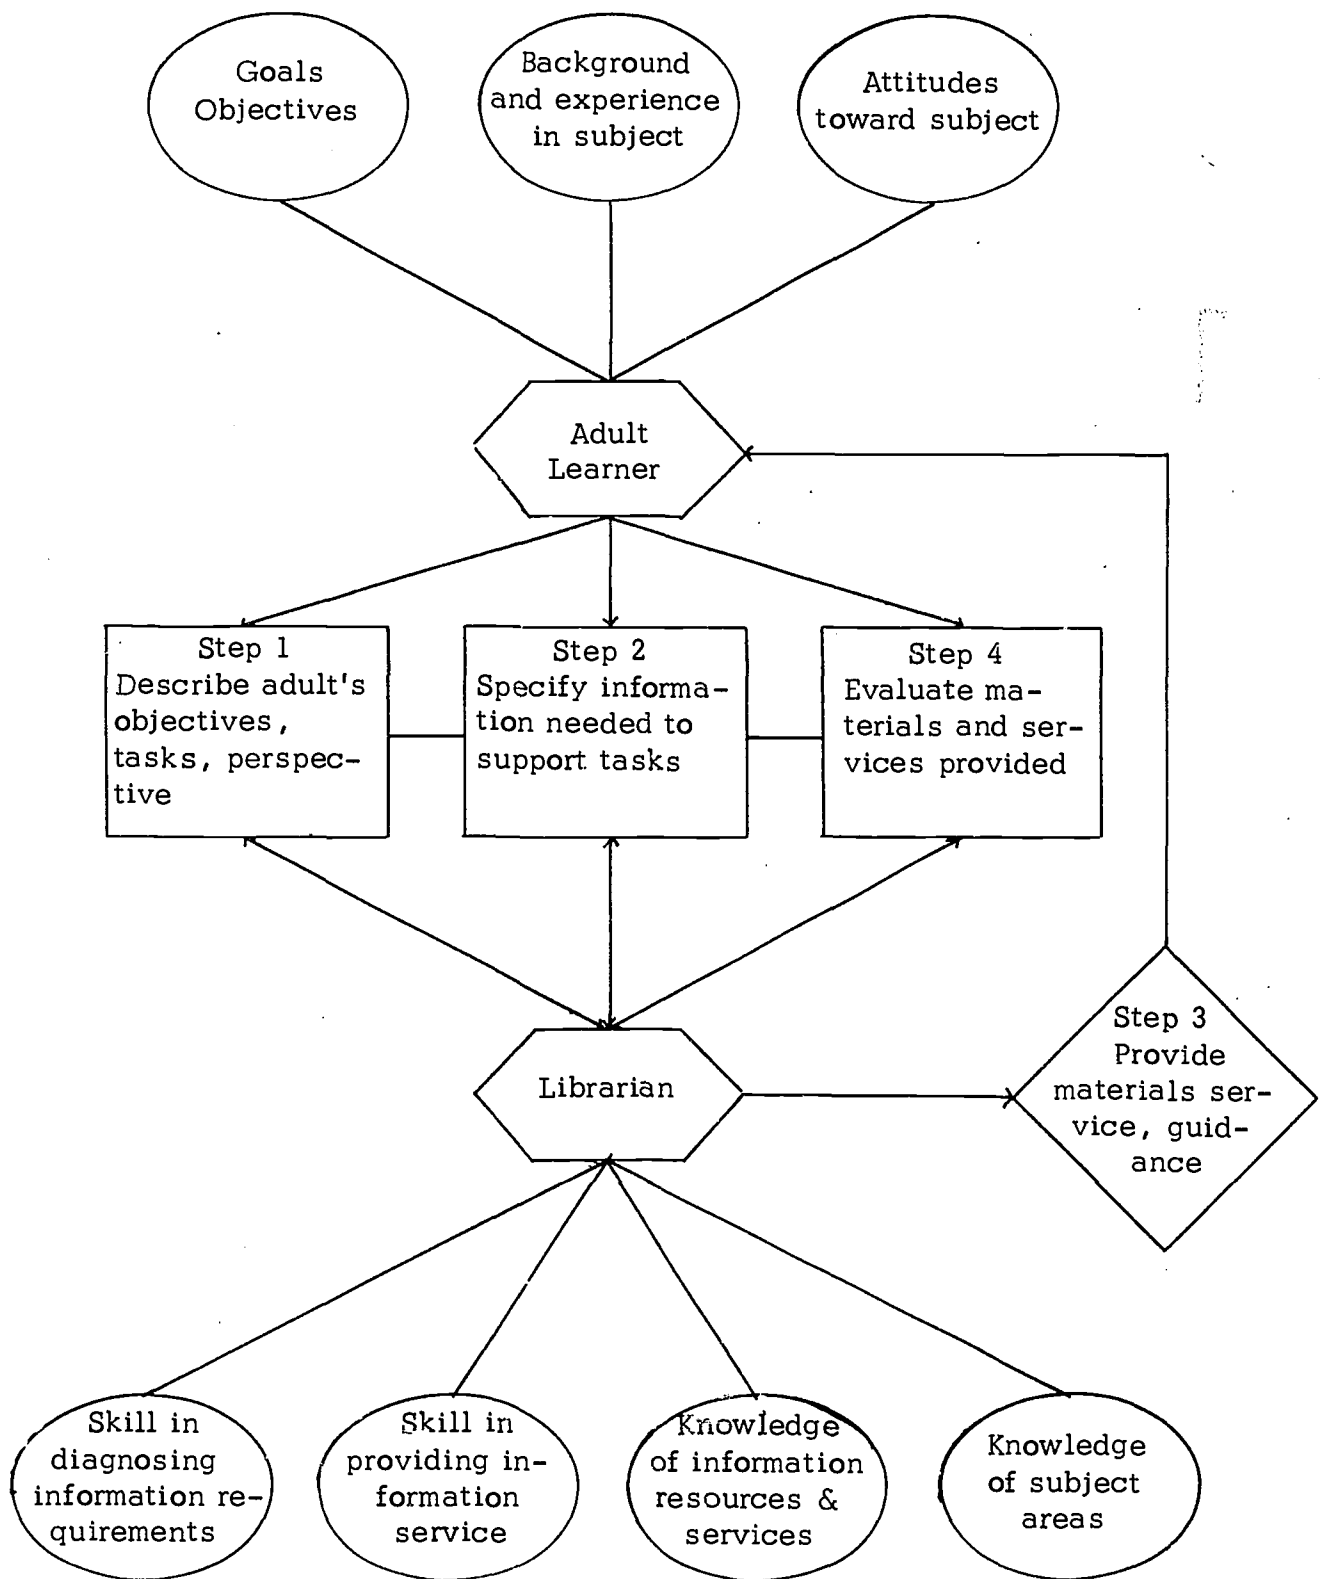 Goals
Objectives
Background
and experience
in subject
Attitudes
toward subject
Adult
Learner
Step 1
Describe adult's
objectives,
tasks, perspec-
tive
Step 2
Specify informa-
tion needed to
support tasks
Step 4
Evaluate ma-
terials and ser-
vices provided
Librarian
Step 3
Provide
materials ser-
vice, guid-
ance
Skill in
diagnosing
information re-
quirements
Skill in
providing in-
formation
service
Knowledge
of information
resources &
services
Knowledge
of subject
areas